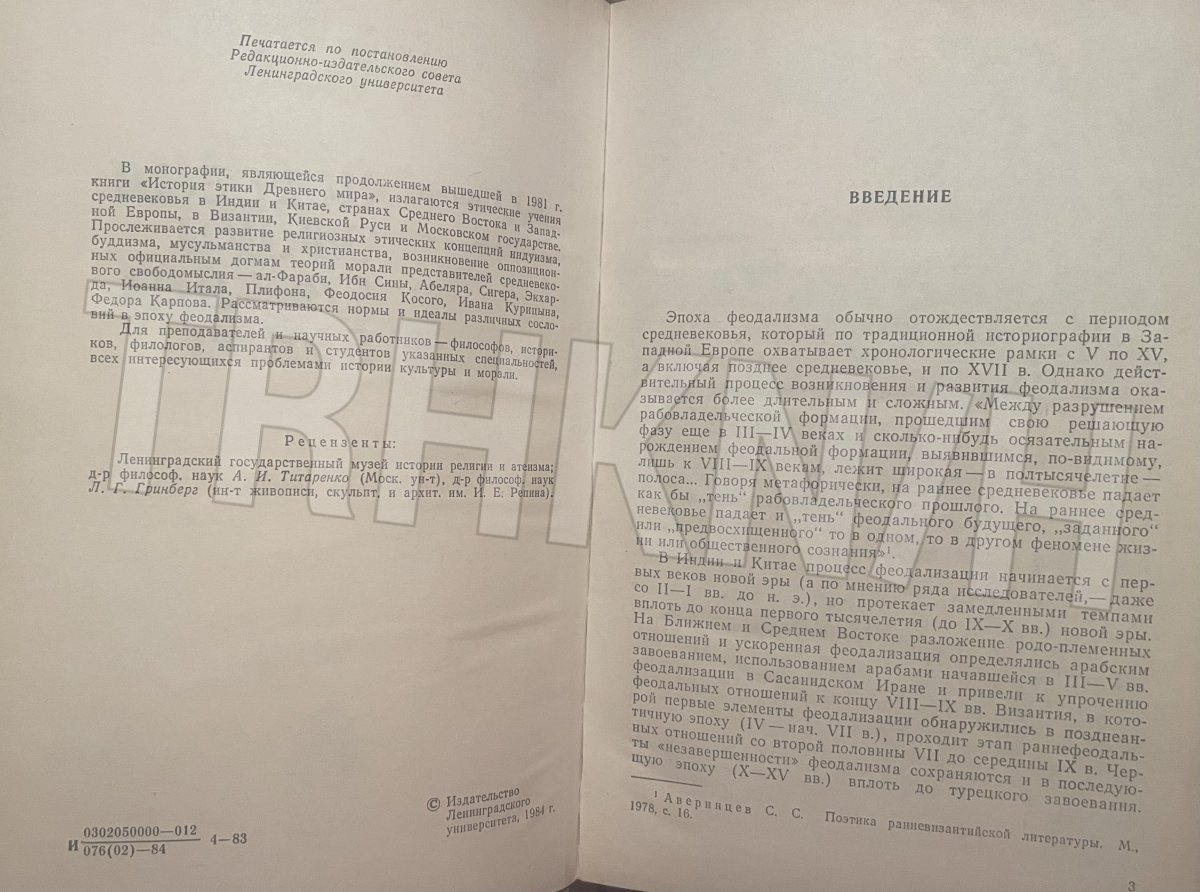 Печатается по постановлению
Редакционно-издательского совета
Ленинградского университета
В монографии, являющейся продолжением вышедшей в 1981 г.
книги «История этики Древнего мира», излагаются этические учения
средневековья в Индии и Китае, странах Среднего Востока и Запад-
ной Европы, в Византии, Киевской Руси и Московском государстве.
Прослеживается развитие религиозных этических концепций индуизма,
буддизма, мусульманства и христианства, возникновение оппозицион-
ных официальным догмам теорий морали представителей средневеко-
вого свободомыслия — ал-Фараби, Ибн Сины, Абеляра, Сигера, Экхар-
да, Иоанна Итала, Плифона, Феодосия Косого, Ивана Курицына,
Федора Карпова. Рассматриваются нормы и идеалы различных сосло-
вий в эпоху феодализма.
Для преподавателей и научных работников — философов, истори-
ков, филологов, аспирантов и студентов указанных специальностей,
всех интересующихся проблемами истории культуры и морали.
Рецензенты:
Ленинградский государственный музей истории религии и атеизма;
д-р философ. наук А. И. Титаренко (Моск. ун-т), д-р философ. наук
Л. Г. Гринберг (ин-т живописи, скульпт. и архит. им. И. Е. Репина).
И 0302050000—012
076(02)—84 4—83
© Издательство
Ленинградского
университета, 1984 г.
ВВЕДЕНИЕ
Эпоха феодализма обычно отождествляется с периодом
средневековья, который по традиционной историографии в За-
падной Европе охватывает хронологические рамки с V по XV,
а включая позднее средневековье, и по XVII в. Однако дейст-
вительный процесс возникновения и развития феодализма ока-
зывается более длительным и сложным. «Между разрушением
рабовладельческой формации, прошедшим свою решающую
фазу еще в III—IV веках и сколько-нибудь осязательным на-
рождением феодальной формации, выявившимся, по-видимому,
лишь к VIII—IX векам, лежит широкая — в полтысячелетие —
полоса... Говоря метафорически, на раннее средневековье падает
как бы „тень“ рабовладельческого прошлого. На раннее сред-
невековье падает и „тень“ феодального будущего, „заданного“
или „предвосхищенного“ то в одном, то в другом феномене жиз-
ни или общественного сознания»¹.
В Индии и Китае процесс феодализации начинается с пер-
вых веков новой эры (а по мнению ряда исследователей,— даже
со II—I вв. до н. э.), но протекает замедленными темпами
вплоть до конца первого тысячелетия (до IX—X вв.) новой эры.
На Ближнем и Среднем Востоке разложение родо-племенных
отношений и ускоренная феодализация определялись арабским
завоеванием, использованием арабами начавшейся в III—V вв.
феодализации в Сасанидском Иране и привели к упрочению
феодальных отношений к концу VIII—IX вв. Византия, в кото-
рой первые элементы феодализации обнаружились в позднеан-
тичную эпоху (IV — нач. VII в.), проходит этап раннефеодаль-
ных отношений со второй половины VII до середины IX в. Чер-
ты «незавершенности» феодализма сохраняются и в последую-
щую эпоху (X—XV вв.) вплоть до турецкого завоевания.
¹ Аверинцев С. С. Поэтика ранневизантийской литературы. М.,
1978, с. 16.
3